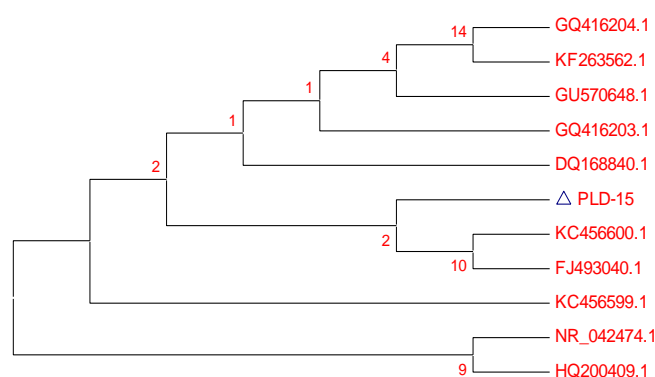 GQ416204.1
14
KF263562.1
4
GU570648.1
1
GQ416203.1
1
DQ168840.1
2
PLD-15
2
KC456600.1
10
FJ493040.1
KC456599.1
NR_042474.1
9
HQ200409.1